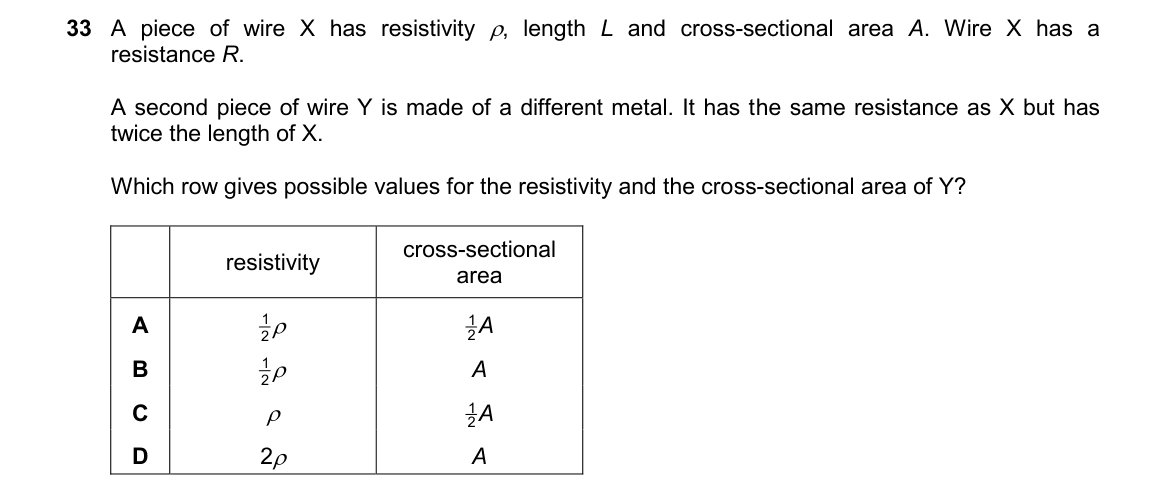 33 A piece of wire X has resistivity ρ, length L and cross-sectional area A. Wire X has a
resistance R.
A second piece of wire Y is made of a different metal. It has the same resistance as X but has
twice the length of X.
Which row gives possible values for the resistivity and the cross-sectional area of Y?
resistivity cross-sectional
area
A ½ρ ½A
B ½ρ A
C ρ ½A
D 2ρ A